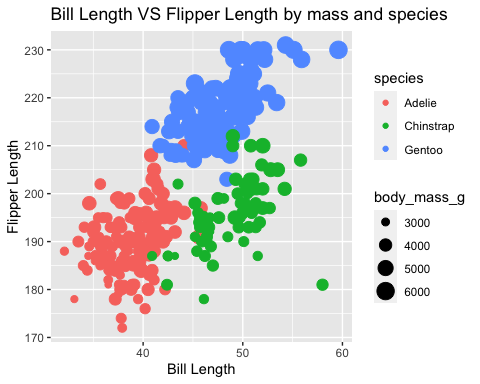 Bill Length VS Flipper Length by mass and species
Flipper Length
230
220
210
200
190
180
170
40
50
60
Bill Length
species
Adelie
Chinstrap
Gentoo
body_mass_g
3000
4000
5000
6000